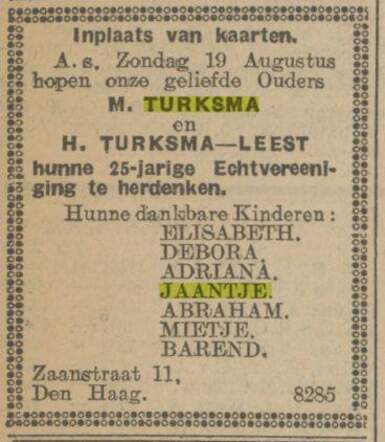 Inplaats van kaarten.
A. s. Zondag 19 Augustus
hopen onze geliefde Ouders
M. TURKSMA
en
H. TURKSMA—LEEST
hunne 25-jarige Echtvereeni-
ging te herdenken.
Hunne dankbare Kinderen :
ELISABETH.
DEBORA.
ADRIANA.
JAANTJE.
ABRAHAM.
MIETJE.
BAREND.
Zaanstraat 11,
Den Haag. 8285